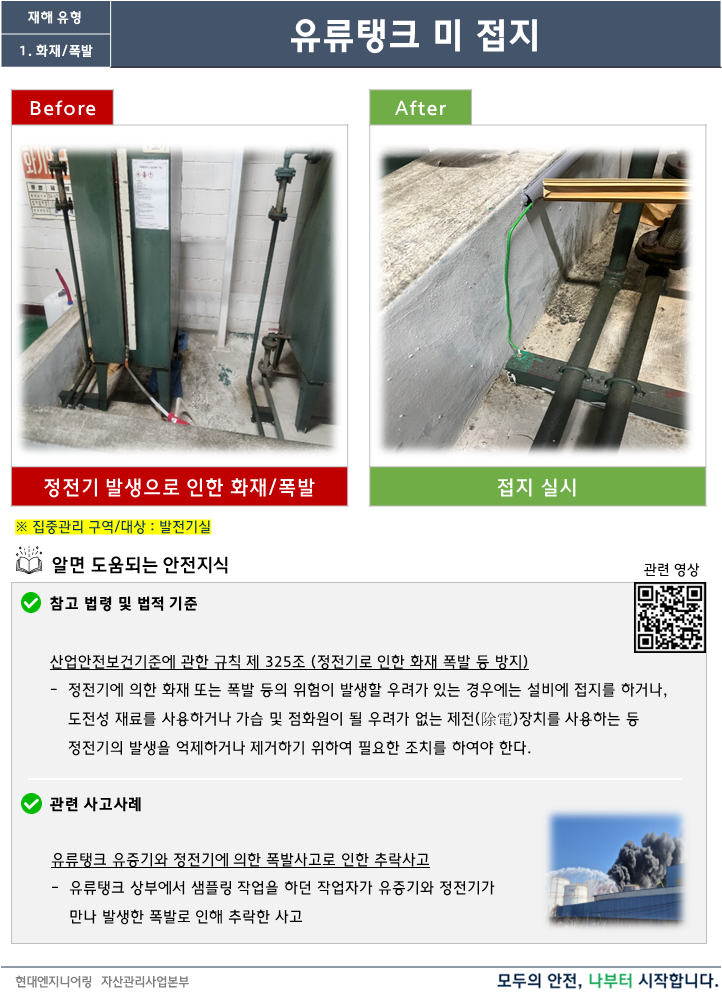 재해 유형
1. 화재/폭발
유류탱크 미 접지
Before
After
정전기 발생으로 인한 화재/폭발
접지 실시
※ 집중관리 구역/대상 : 발전기실
알면 도움되는 안전지식
관련 영상
참고 법령 및 법적 기준
산업안전보건기준에 관한 규칙 제 325조 (정전기로 인한 화재 폭발 등 방지)
- 정전기에 의한 화재 또는 폭발 등의 위험이 발생할 우려가 있는 경우에는 설비에 접지를 하거나,
도전성 재료를 사용하거나 가습 및 점화원이 될 우려가 없는 제전(除電)장치를 사용하는 등
정전기의 발생을 억제하거나 제거하기 위하여 필요한 조치를 하여야 한다.
관련 사고사례
유류탱크 유증기와 정전기에 의한 폭발사고로 인한 추락사고
- 유류탱크 상부에서 샘플링 작업을 하던 작업자가 유증기와 정전기가
만나 발생한 폭발로 인해 추락한 사고
현대엔지니어링 자산관리사업본부
모두의 안전, 나부터 시작합니다.